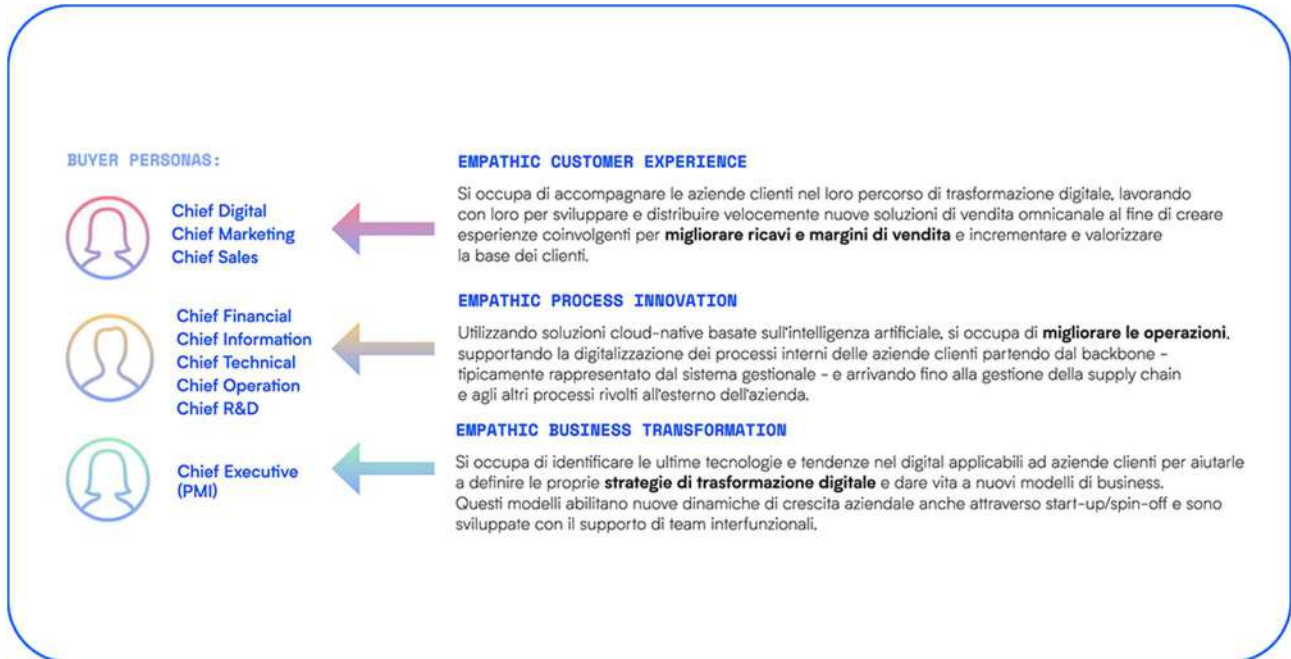 BUYER PERSONAS:
Chief Digital
Chief Marketing
Chief Sales
EMPATHIC CUSTOMER EXPERIENCE
Si occupa di accompagnare le aziende clienti nel loro percorso di trasformazione digitale, lavorando
con loro per sviluppare e distribuire velocemente nuove soluzioni di vendita omnicanale al fine di creare
esperienze coinvolgenti per migliorare ricavi e margini di vendita e incrementare e valorizzare
la base dei clienti.
Chief Financial
Chief Information
Chief Technical
Chief Operation
Chief R&D
EMPATHIC PROCESS INNOVATION
Utilizzando soluzioni cloud-native basate sull'intelligenza artificiale, si occupa di migliorare le operazioni,
supportando la digitalizzazione dei processi interni delle aziende clienti partendo dal backbone -
tipicamente rappresentato dal sistema gestionale - e arrivando fino alla gestione della supply chain
e agli altri processi rivolti all'esterno dell'azienda.
Chief Executive
(PMI)
EMPATHIC BUSINESS TRANSFORMATION
Si occupa di identificare le ultime tecnologie e tendenze nel digital applicabili ad aziende clienti per aiutarle
a definire le proprie strategie di trasformazione digitale e dare vita a nuovi modelli di business.
Questi modelli abilitano nuove dinamiche di crescita aziendale anche attraverso start-up/spin-off e sono
sviluppate con il supporto di team interfunzionali.